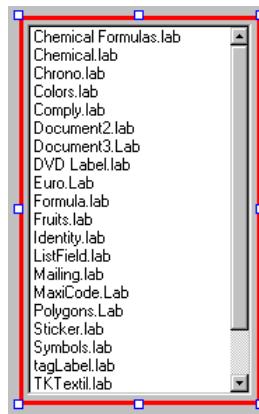 Chemical Formulas.lab
Chemical.lab
Chrono.lab
Colors.lab
Comply.lab
Document2.lab
Document3.Lab
DVD Label.lab
Euro.Lab
Formula.lab
Fruits.lab
Identity.lab
ListField.lab
Mailing.lab
MaxiCode.Lab
Polygons.Lab
Sticker.lab
Symbols.lab
tagLabel.lab
TKTextil.lab